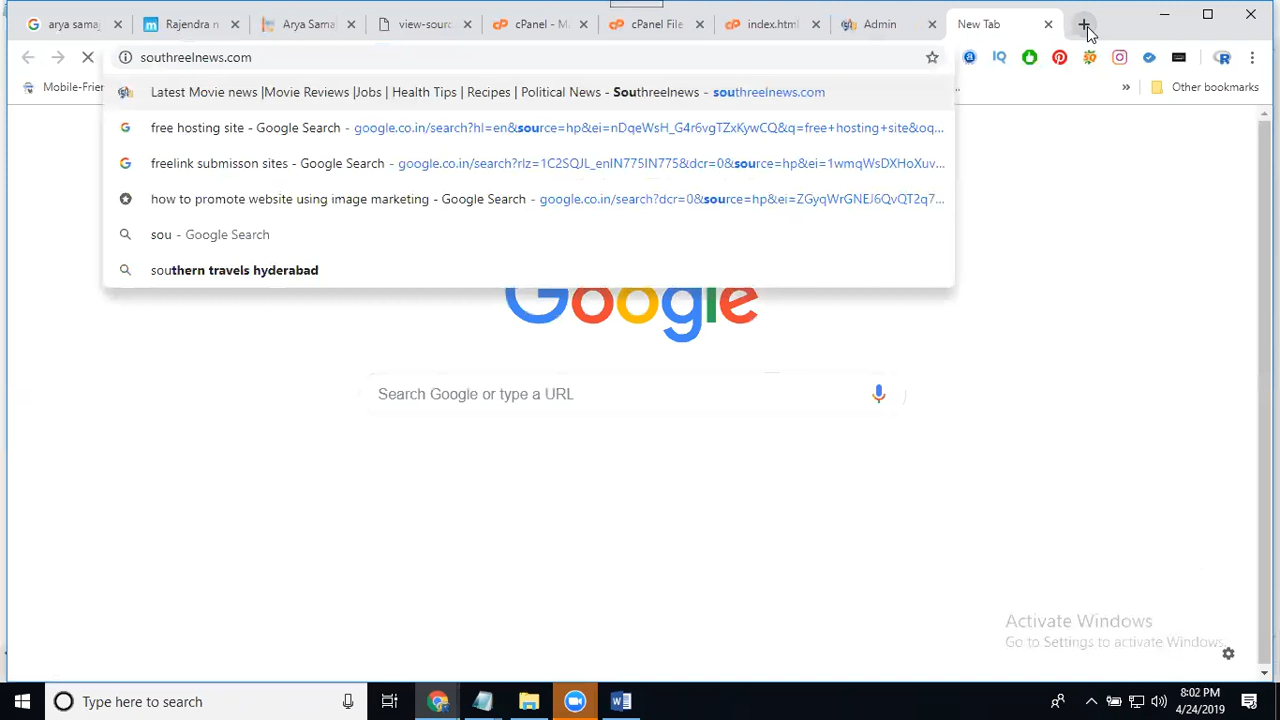 arya samaj
Rajendra n
Arya Sama
view-sourc
cPanel - M
cPanel File
index.html
Admin
New Tab
southreelnews.com
Mobile-Frien
Other bookmarks
Latest Movie news |Movie Reviews |Jobs | Health Tips | Recipes | Political News - Southreelnews - southreelnews.com
free hosting site - Google Search - google.co.in/search?hl=en&source=hp&ei=nDqeWsH_G4r6vgTZxKywCQ&q=free+hosting+site&oq...
freelink submisson sites - Google Search - google.co.in/search?rlz=1C2SQJL_enIN775IN775&dcr=0&source=hp&ei=1wmqWsDXHoXuv...
how to promote website using image marketing - Google Search - google.co.in/search?dcr=0&source=hp&ei=ZGyqWrGNEJ6QvQT2q7...
sou - Google Search
southern travels hyderabad
Google
Search Google or type a URL
Activate Windows
Go to Settings to activate Windows.
Type here to search
8:02 PM
4/24/2019